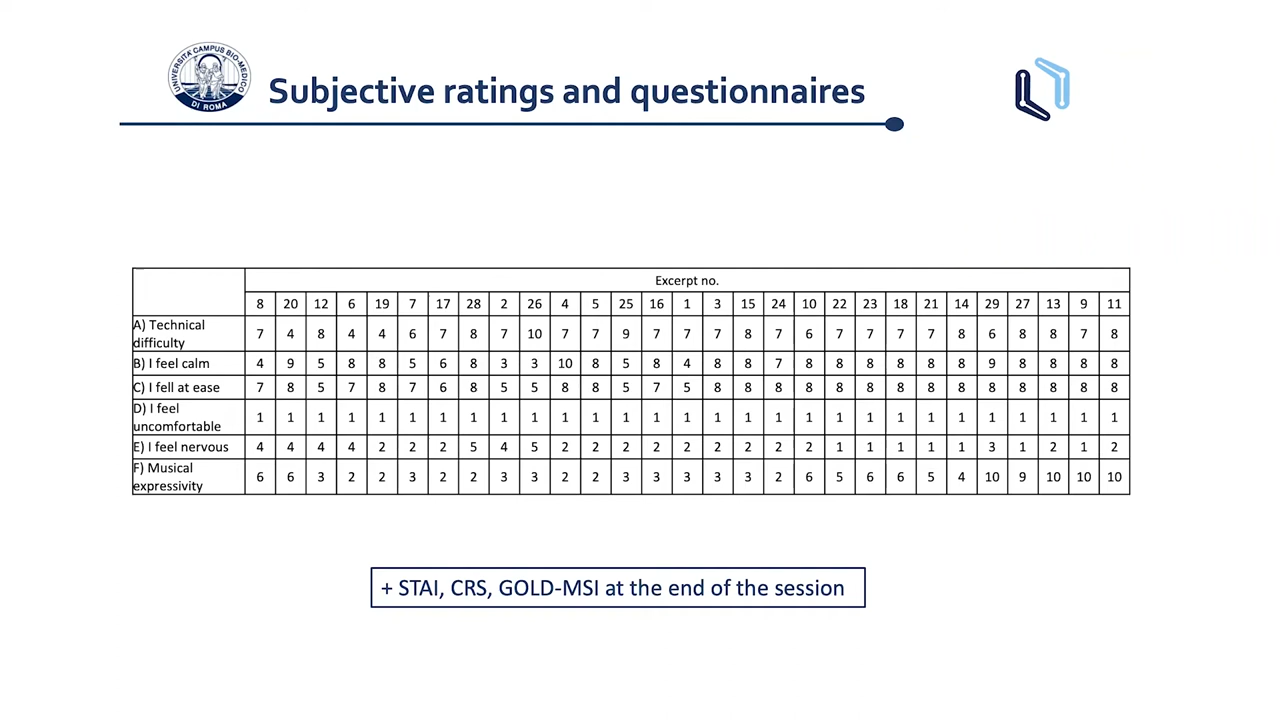 UNIVERSITÀ CAMPUS BIO-MEDICO DI ROMA
Subjective ratings and questionnaires
Excerpt no.
8 20 12 6 19 7 17 28 2 26 4 5 25 16 1 3 15 24 10 22 23 18 21 14 29 27 13 9 11
A) Technical
difficulty
7 4 8 4 4 6 7 8 7 10 7 7 9 7 7 7 8 7 6 7 7 7 7 8 6 8 8 7 8
B) I feel calm 4 9 5 8 8 5 6 8 3 3 10 8 5 8 4 8 8 7 8 8 8 8 8 8 9 8 8 8 8
C) I fell at ease 7 8 5 7 8 7 6 8 5 5 8 8 5 7 5 8 8 8 8 8 8 8 8 8 8 8 8 8 8
D) I feel
uncomfortable
1 1 1 1 1 1 1 1 1 1 1 1 1 1 1 1 1 1 1 1 1 1 1 1 1 1 1 1 1
E) I feel nervous 4 4 4 4 2 2 2 5 4 5 2 2 2 2 2 2 2 2 2 1 1 1 1 1 3 1 2 1 2
F) Musical
expressivity
6 6 3 2 2 3 2 2 3 3 2 2 3 3 3 3 3 2 6 5 6 6 5 4 10 9 10 10 10
+ STAI, CRS, GOLD-MSI at the end of the session